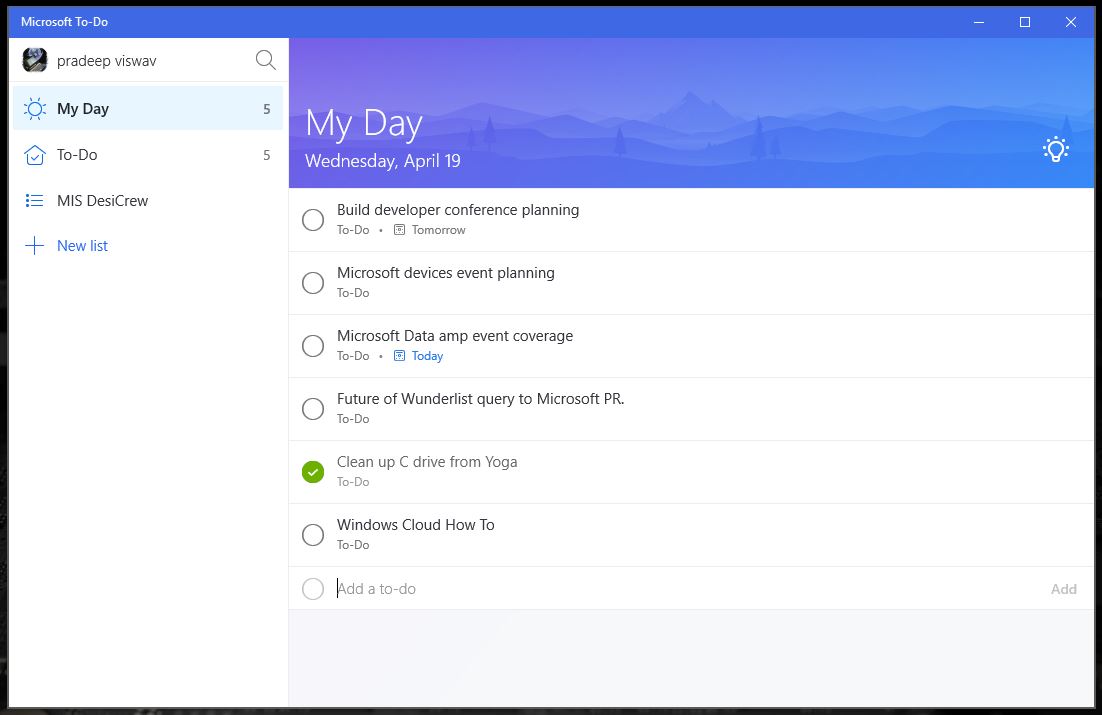 Microsoft To-Do
pradeep viswav
My Day 5
To-Do 5
MIS DesiCrew
New list
My Day
Wednesday, April 19
Build developer conference planning
To-Do • Tomorrow
Microsoft devices event planning
To-Do
Microsoft Data amp event coverage
To-Do • Today
Future of Wunderlist query to Microsoft PR.
To-Do
Clean up C drive from Yoga
To-Do
Windows Cloud How To
To-Do
Add a to-do Add